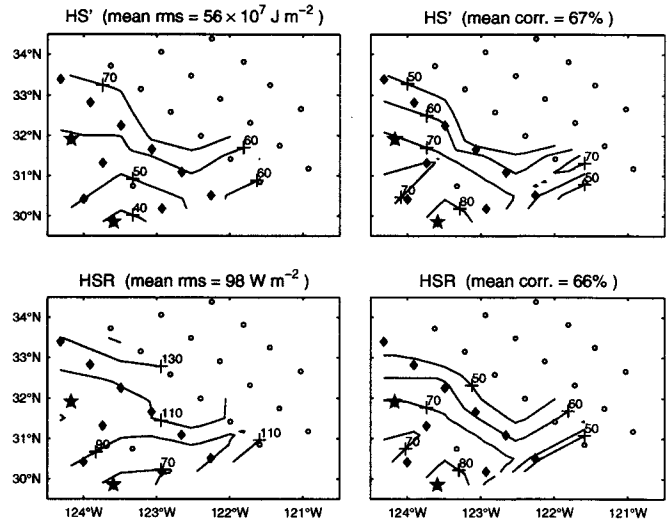 HS' (mean rms = 56 × 10⁷ J m⁻²)
34°N
33°N
32°N
31°N
30°N
70
60
50
60
40
HS' (mean corr. = 67%)
50
60
70
70
50
70
80
HSR (mean rms = 98 W m⁻²)
34°N
33°N
32°N
31°N
30°N
130
110
110
90
70
124°W
123°W
122°W
121°W
HSR (mean corr. = 66%)
50
70
60
50
70
80
124°W
123°W
122°W
121°W